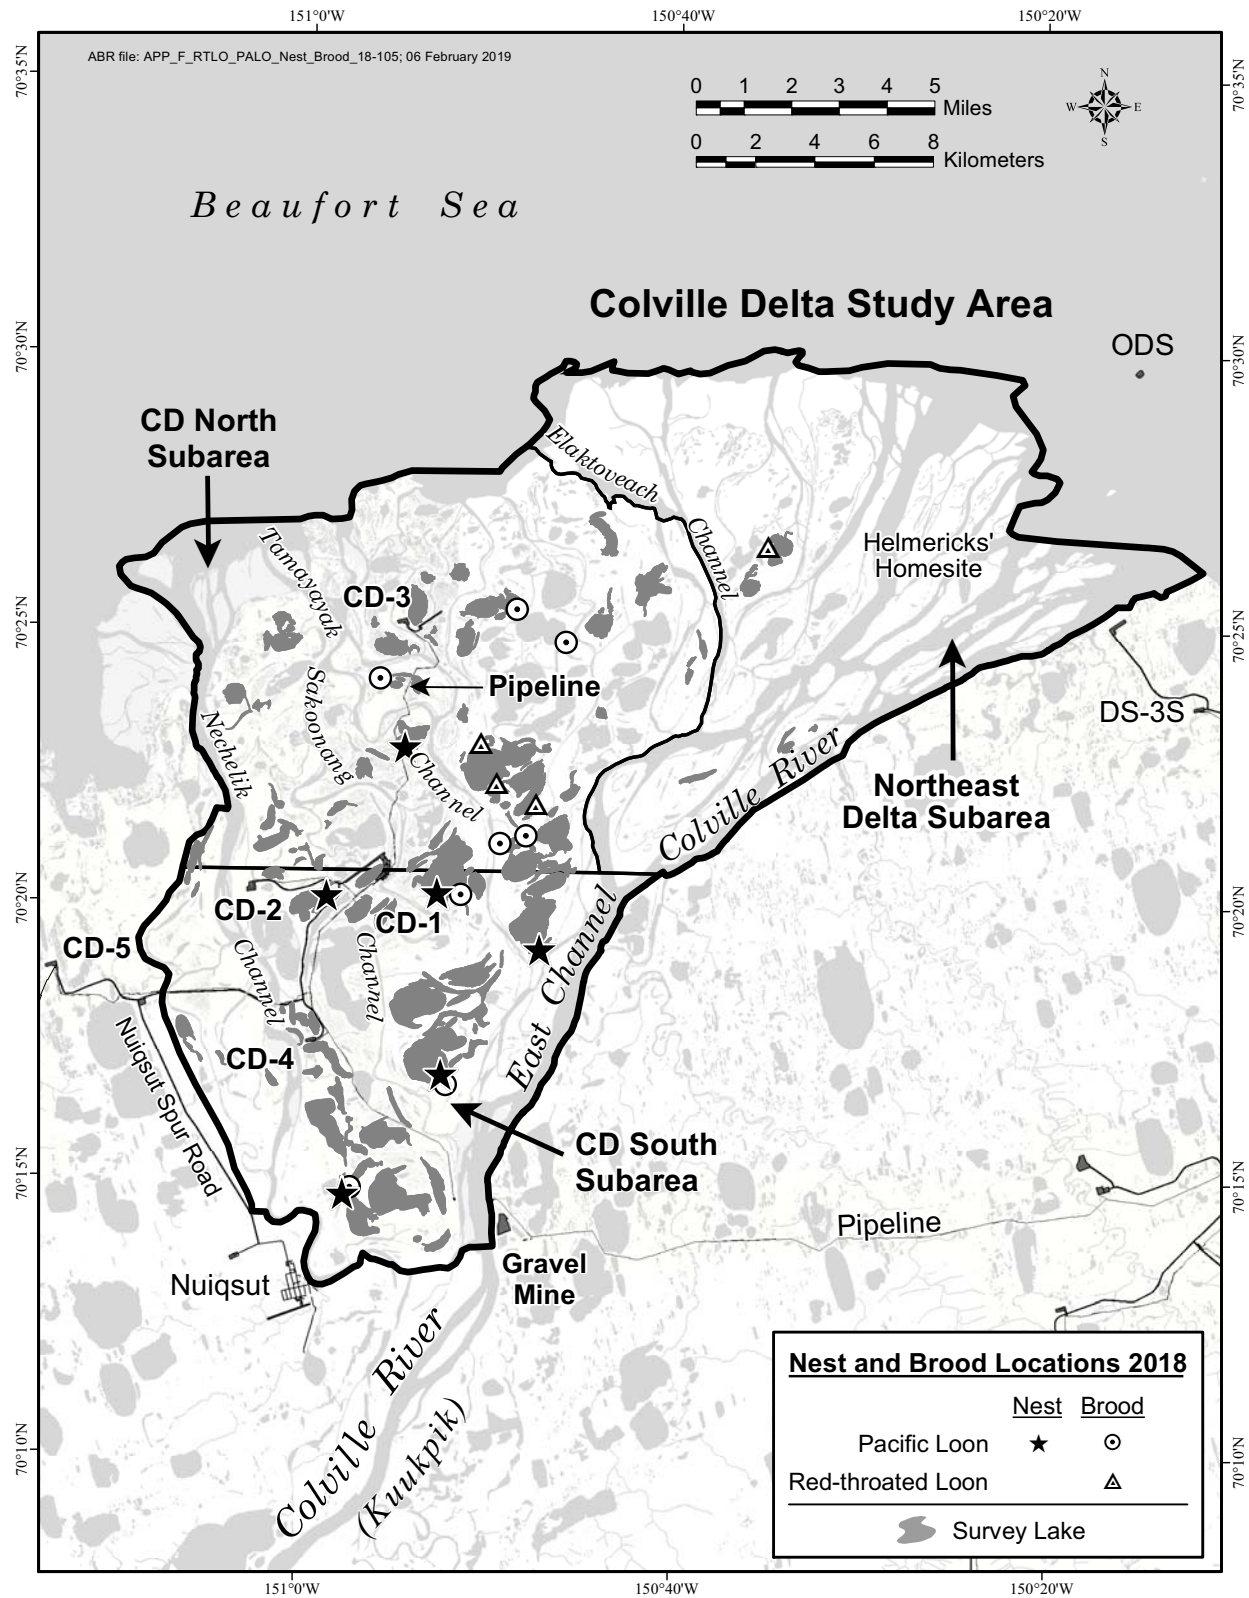 151°0'W
150°40'W
150°20'W
ABR file: APP_F_RTLO_PALO_Nest_Brood_18-105; 06 February 2019
70°35'N
70°35'N
0 1 2 3 4 5
Miles
0 2 4 6 8
Kilometers
N
W E
S
Beaufort Sea
Colville Delta Study Area
ODS
70°30'N
70°30'N
CD North
Subarea
Elaktoveach
Channel
Tamayayak
Helmericks'
Homesite
CD-3
70°25'N
70°25'N
Sakoonang
Channel
Pipeline
Nechelik
Channel
DS-3S
Colville River
Northeast
Delta Subarea
70°20'N
70°20'N
CD-2
CD-1
CD-5
Channel
East Channel
Nuiqsut Spur Road
CD-4
CD South
Subarea
70°15'N
70°15'N
Pipeline
Nuiqsut
Gravel
Mine
Colville River
(Kuukpik)
70°10'N
70°10'N
Nest and Brood Locations 2018
Nest Brood
Pacific Loon
Red-throated Loon
Survey Lake
151°0'W
150°40'W
150°20'W